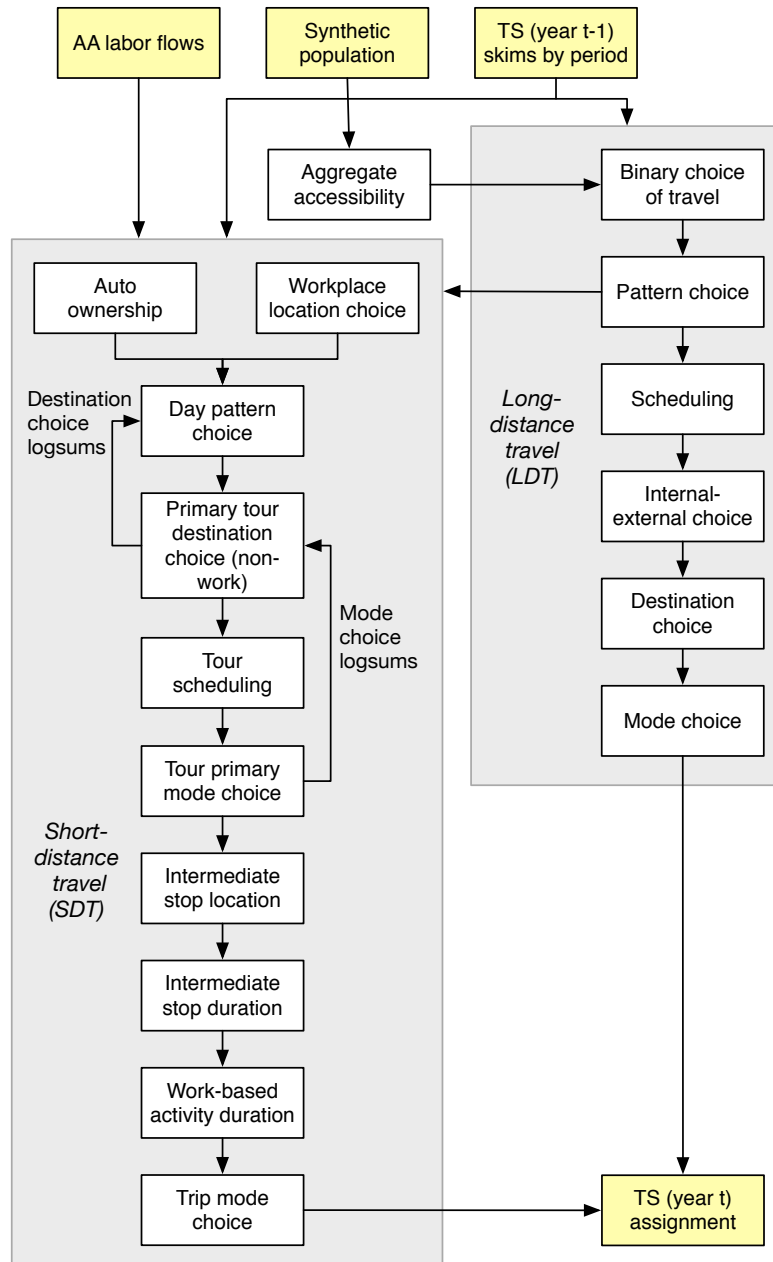 AA labor flows
Synthetic
population
TS (year t-1)
skims by period
Aggregate
accessibility
Binary choice
of travel
Auto
ownership
Workplace
location choice
Pattern choice
Destination
choice
logsums
Day pattern
choice
Long-
distance
travel
(LDT)
Scheduling
Primary tour
destination
choice (non-
work)
Internal-
external choice
Mode
choice
logsums
Destination
choice
Tour
scheduling
Mode choice
Tour primary
mode choice
Short-
distance
travel
(SDT)
Intermediate
stop location
Intermediate
stop duration
Work-based
activity duration
Trip mode
choice
TS (year t)
assignment